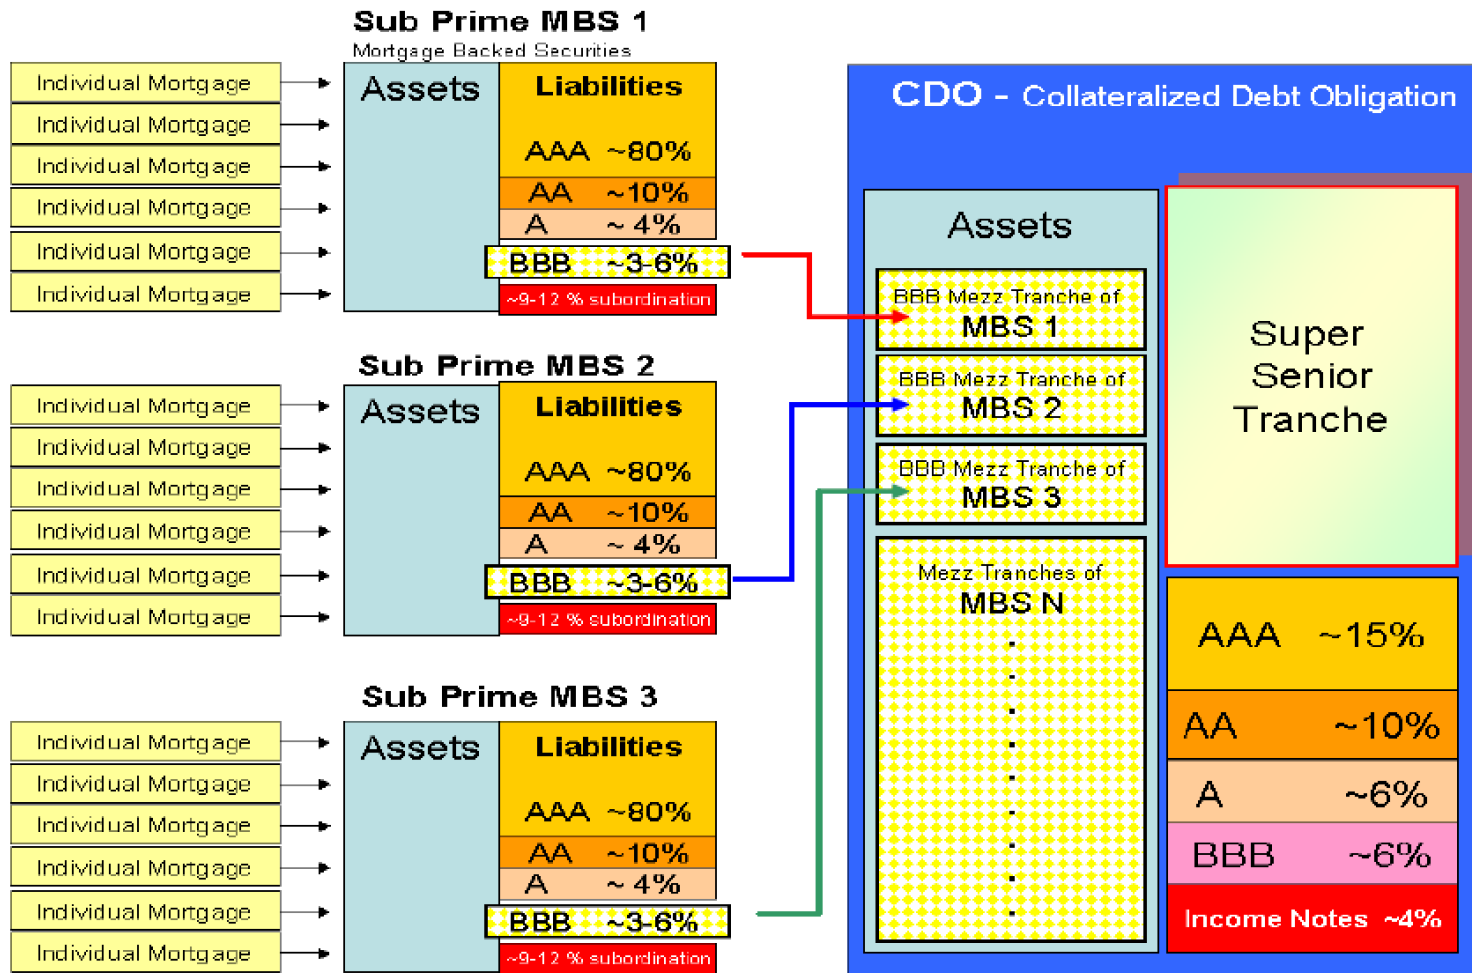 Sub Prime MBS 1
Mortgage Backed Securities
Individual Mortgage
Individual Mortgage
Individual Mortgage
Individual Mortgage
Individual Mortgage
Individual Mortgage
Assets
Liabilities
AAA ~80%
AA ~10%
A ~ 4%
BBB ~3-6%
~9-12 % subordination
Sub Prime MBS 2
Individual Mortgage
Individual Mortgage
Individual Mortgage
Individual Mortgage
Individual Mortgage
Individual Mortgage
Assets
Liabilities
AAA ~80%
AA ~10%
A ~ 4%
BBB ~3-6%
~9-12 % subordination
Sub Prime MBS 3
Individual Mortgage
Individual Mortgage
Individual Mortgage
Individual Mortgage
Individual Mortgage
Individual Mortgage
Assets
Liabilities
AAA ~80%
AA ~10%
A ~ 4%
BBB ~3-6%
~9-12 % subordination
CDO - Collateralized Debt Obligation
Assets
BBB Mezz Tranche of
MBS 1
BBB Mezz Tranche of
MBS 2
BBB Mezz Tranche of
MBS 3
Mezz Tranches of
MBS N
Super
Senior
Tranche
AAA ~15%
AA ~10%
A ~6%
BBB ~6%
Income Notes ~4%